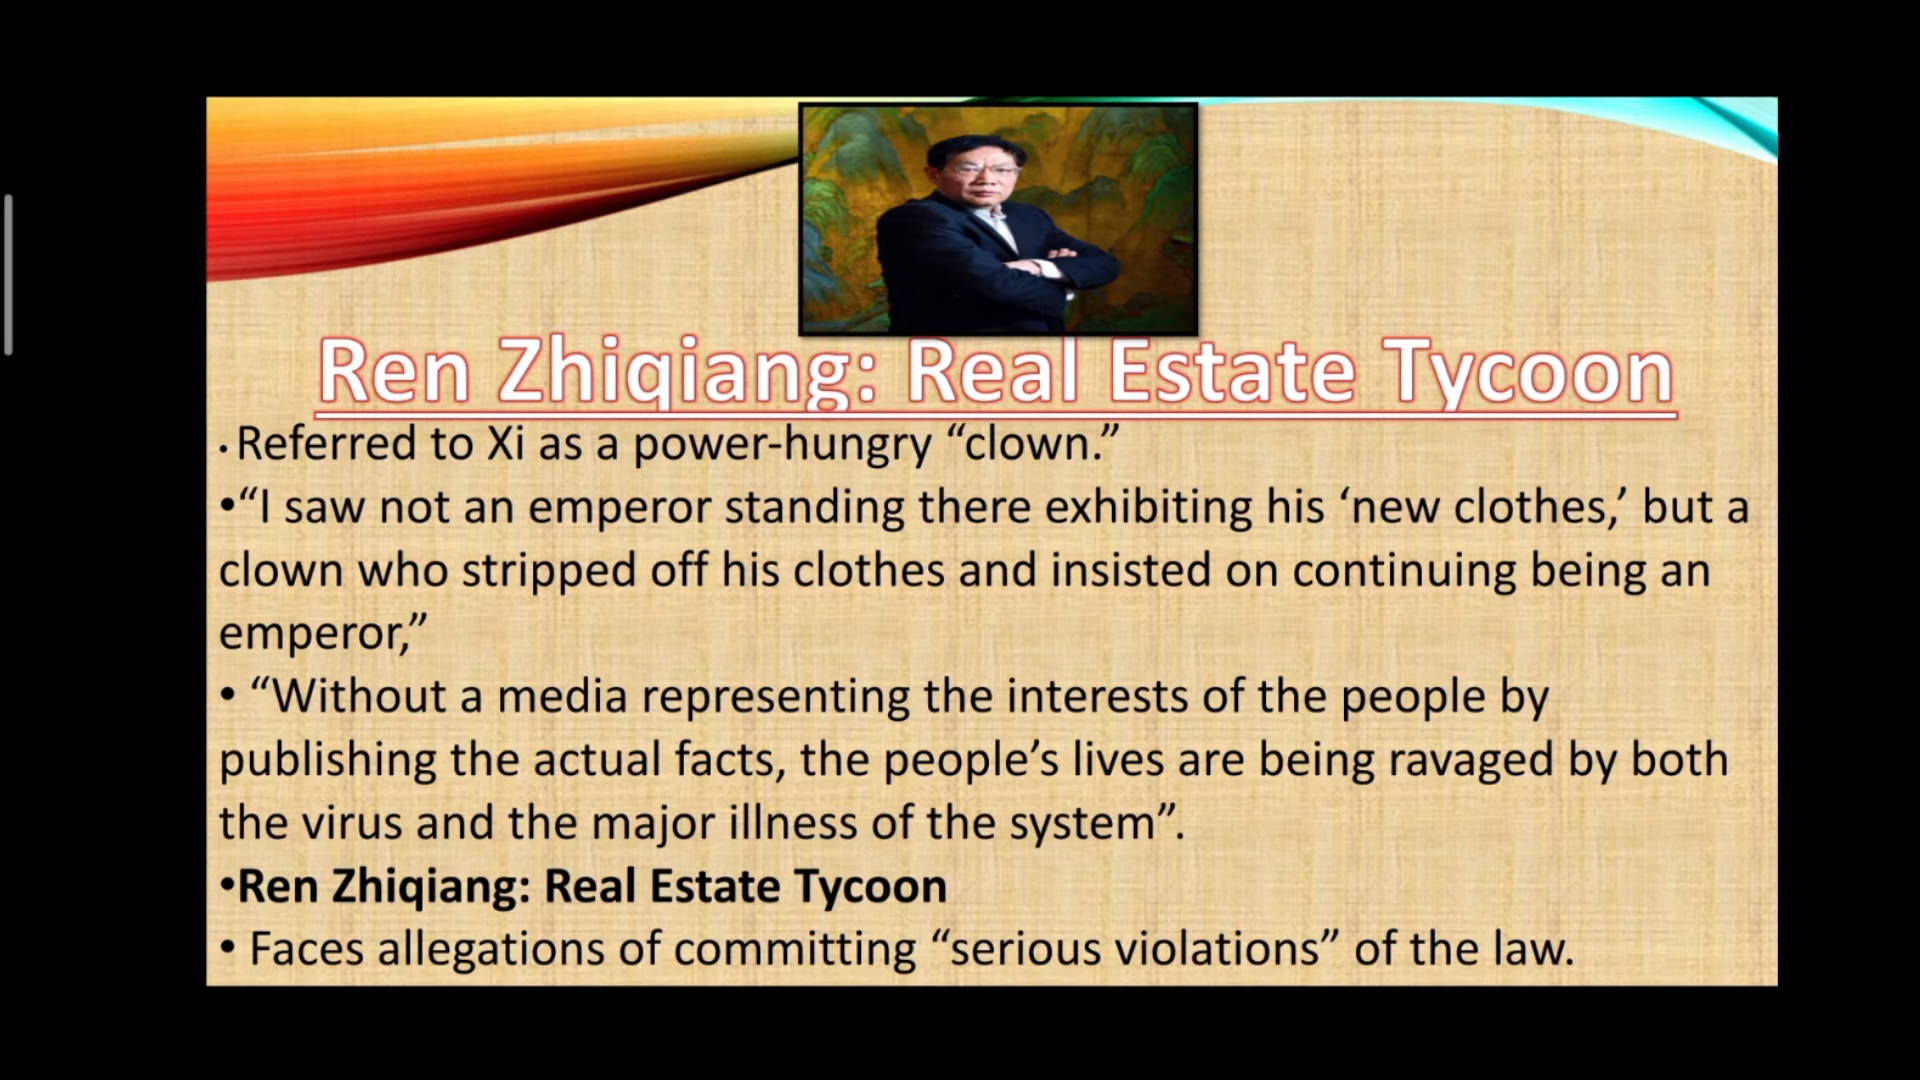 Ren Zhiqiang: Real Estate Tycoon
• Referred to Xi as a power-hungry “clown.”
•“I saw not an emperor standing there exhibiting his ‘new clothes,’ but a
clown who stripped off his clothes and insisted on continuing being an
emperor,”
• “Without a media representing the interests of the people by
publishing the actual facts, the people’s lives are being ravaged by both
the virus and the major illness of the system”.
•Ren Zhiqiang: Real Estate Tycoon
• Faces allegations of committing “serious violations” of the law.